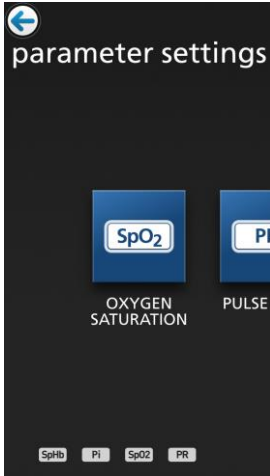 parameter settings
SpO2
OXYGEN
SATURATION
PULSE
SpHb Pi SpO2 PR